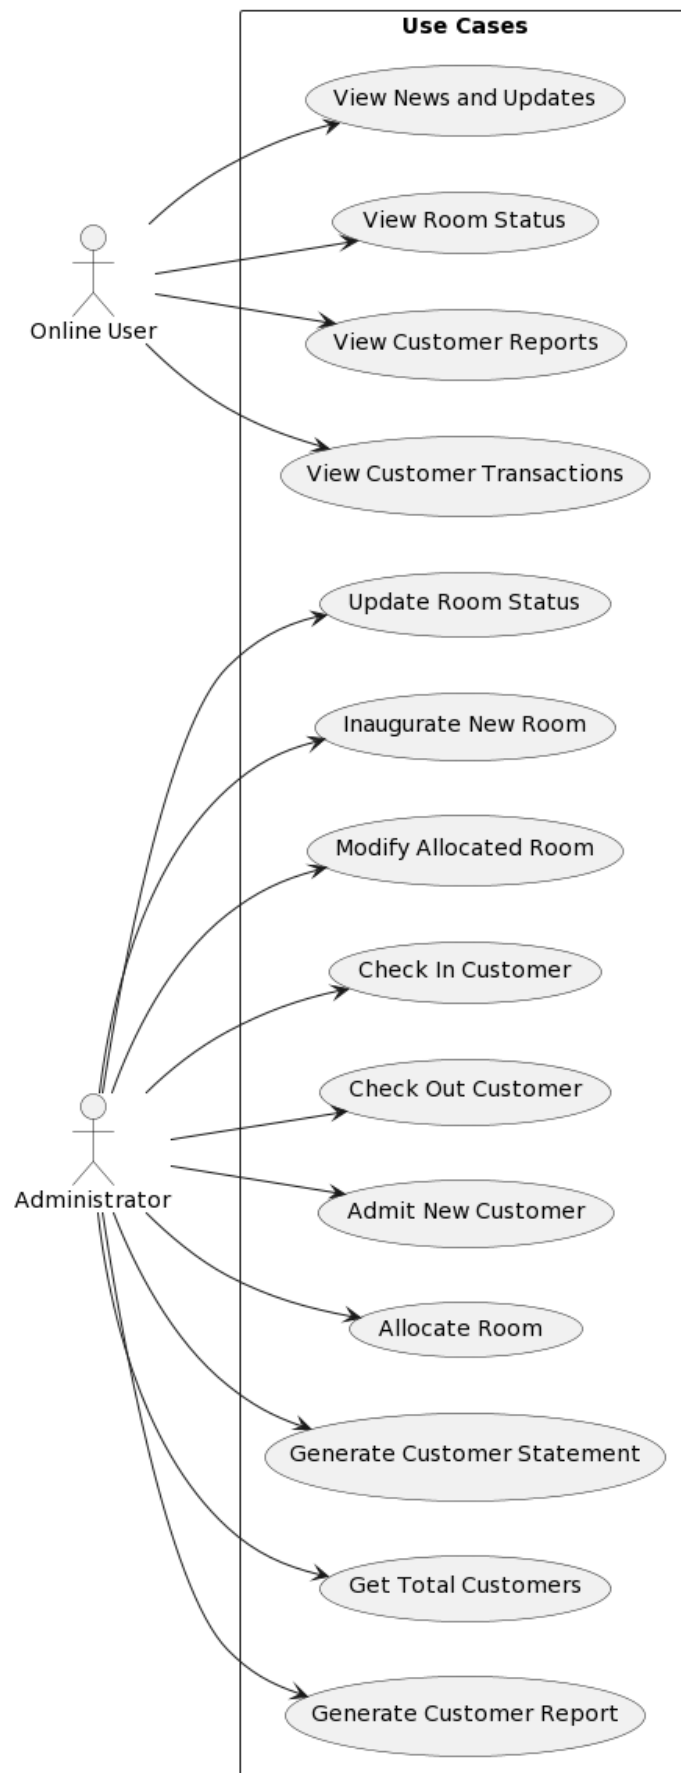 Use Cases
View News and Updates
View Room Status
Online User
View Customer Reports
View Customer Transactions
Update Room Status
Inaugurate New Room
Modify Allocated Room
Check In Customer
Check Out Customer
Administrator
Admit New Customer
Allocate Room
Generate Customer Statement
Get Total Customers
Generate Customer Report